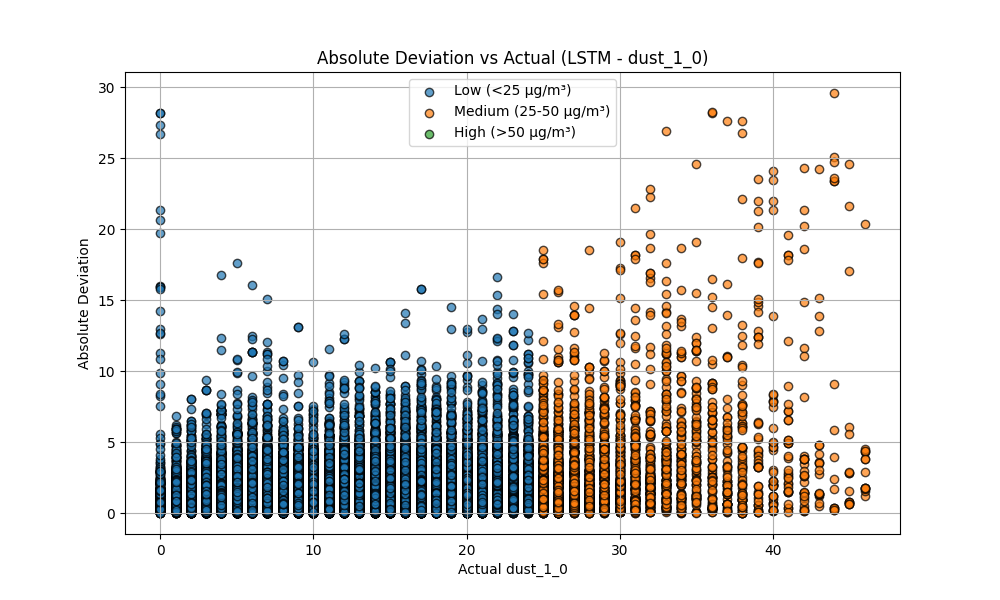 Absolute Deviation vs Actual (LSTM - dust_1_0)
Low (<25 µg/m³)
Medium (25-50 µg/m³)
High (>50 µg/m³)
30
25
20
15
10
5
0
Absolute Deviation
0 10 20 30 40
Actual dust_1_0